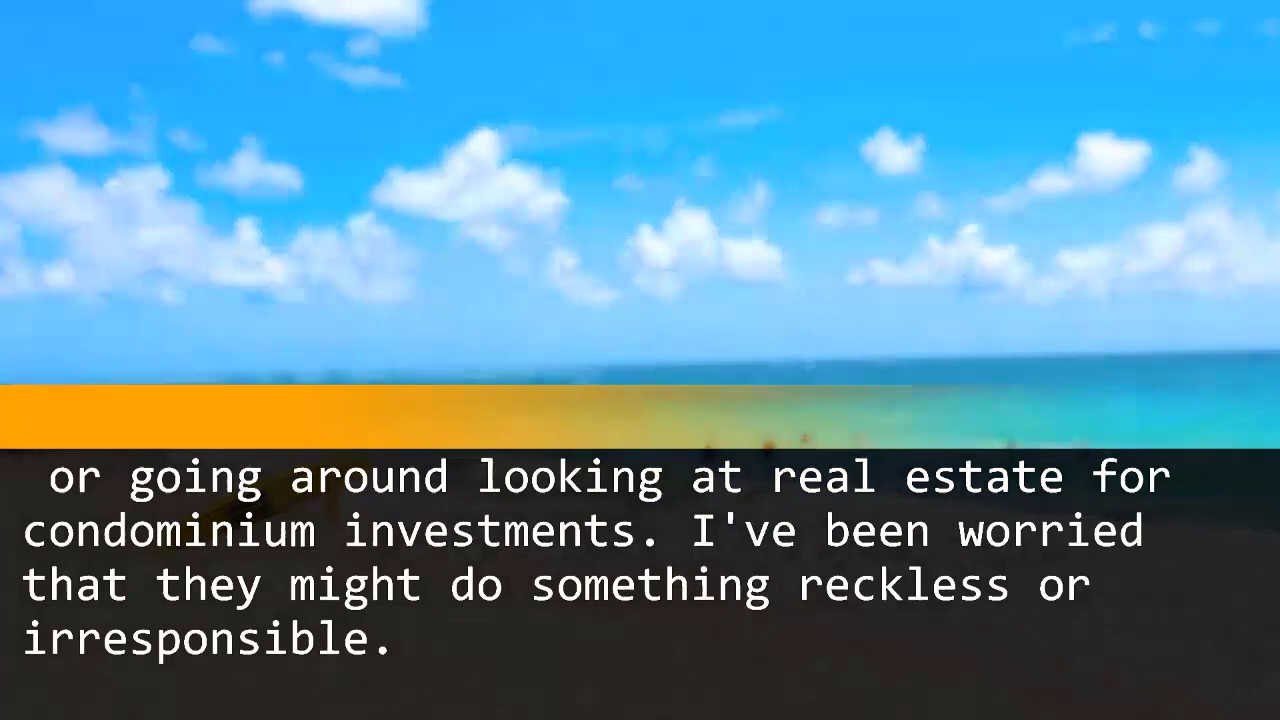 or going around looking at real estate for
condominium investments. I've been worried
that they might do something reckless or
irresponsible.